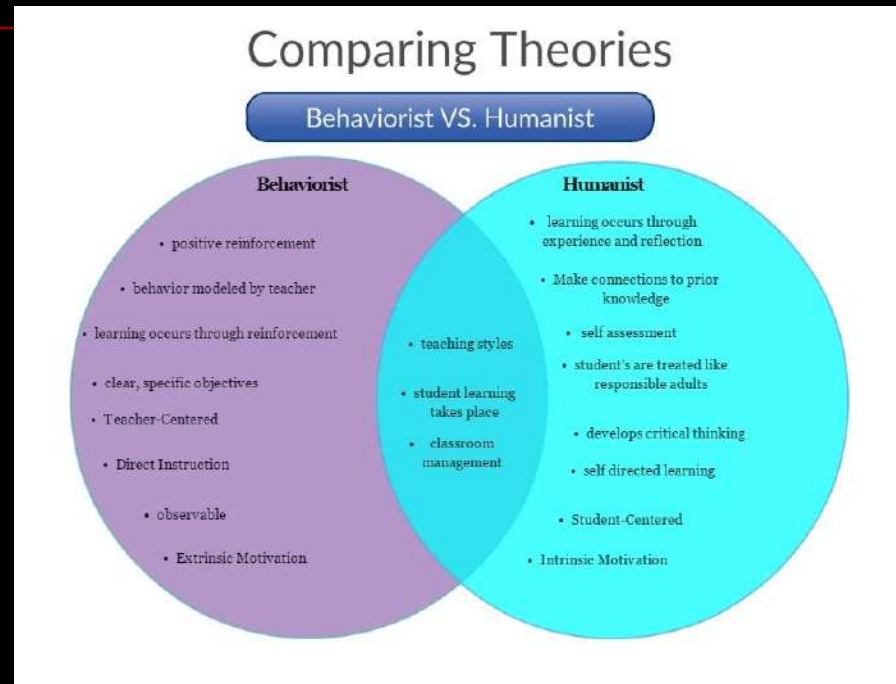 Comparing Theories
Behaviorist VS. Humanist
Behaviorist
• positive reinforcement
• behavior modeled by teacher
• learning occurs through reinforcement
• clear, specific objectives
• Teacher-Centered
• Direct Instruction
• observable
• Extrinsic Motivation
• teaching styles
• student learning
takes place
• classroom
management
Humanist
• learning occurs through
experience and reflection
• Make connections to prior
knowledge
• self assessment
• student's are treated like
responsible adults
• develops critical thinking
• self directed learning
• Student-Centered
• Intrinsic Motivation